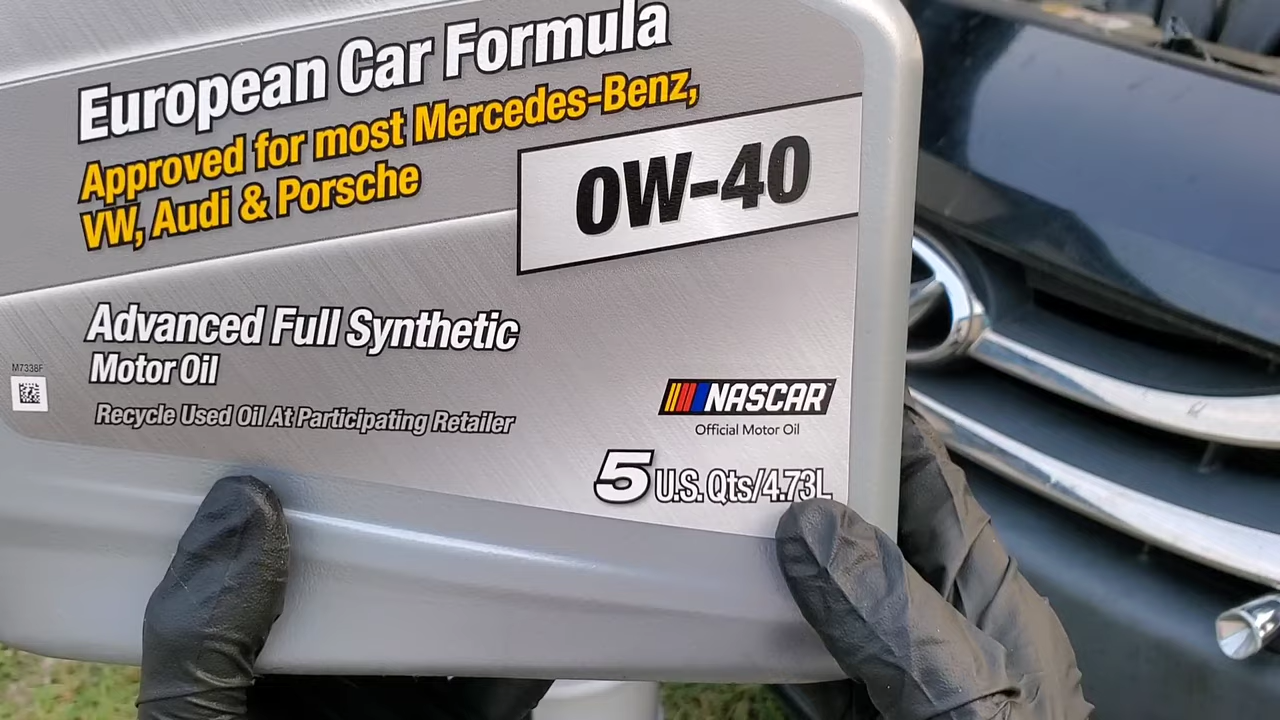 European Car Formula
Approved for most Mercedes-Benz,
VW, Audi & Porsche
0W-40
Advanced Full Synthetic
Motor Oil
M7338F
Recycle Used Oil At Participating Retailer
NASCAR
Official Motor Oil
5 U.S. Qts/4.73L